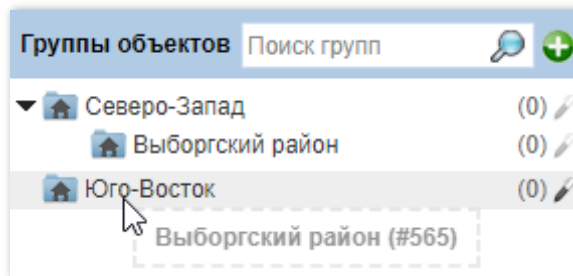 Группы объектов Поиск групп
Северо-Запад (0)
Выборгский район (0)
Юго-Восток (0)
Выборгский район (#565)